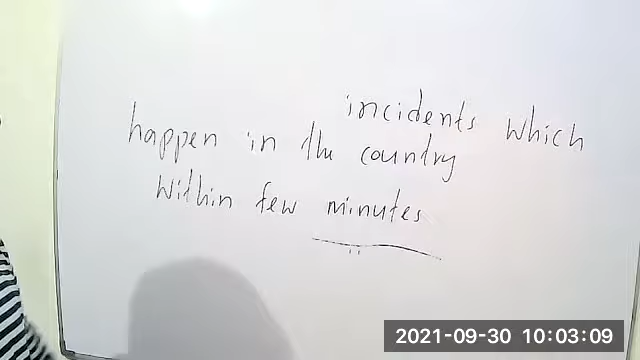 incidents which
happen in the country
within few minutes
2021-09-30 10:03:09